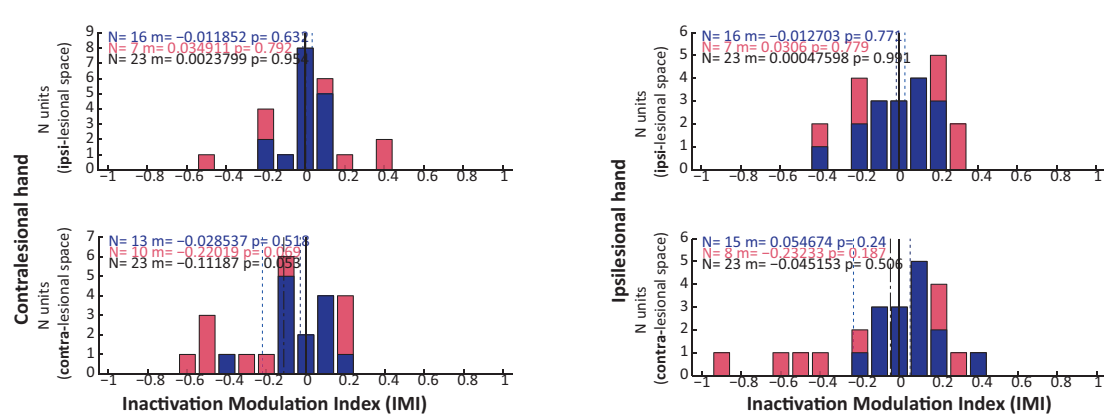 Contralesional hand
N units
(ipsi-lesional space)
9
8
7
6
5
4
3
2
1
0
N= 16 m= −0.011852 p= 0.632
N= 7 m= 0.034911 p= 0.792
N= 23 m= 0.0023799 p= 0.954
−1 −0.8 −0.6 −0.4 −0.2 0 0.2 0.4 0.6 0.8 1
N units
(contra-lesional space)
7
6
5
4
3
2
1
0
N= 13 m= −0.028537 p= 0.518
N= 10 m= −0.22019 p= 0.069
N= 23 m= −0.11187 p= 0.053
−1 −0.8 −0.6 −0.4 −0.2 0 0.2 0.4 0.6 0.8 1
Inactivation Modulation Index (IMI)
Ipsilesional hand
N units
(ipsi-lesional space)
6
5
4
3
2
1
0
N= 16 m= −0.012703 p= 0.771
N= 7 m= 0.0306 p= 0.779
N= 23 m= 0.00047598 p= 0.991
−1 −0.8 −0.6 −0.4 −0.2 0 0.2 0.4 0.6 0.8 1
N units
(contra-lesional space)
6
5
4
3
2
1
0
N= 15 m= 0.054674 p= 0.24
N= 8 m= −0.23233 p= 0.187
N= 23 m= −0.045153 p= 0.506
−1 −0.8 −0.6 −0.4 −0.2 0 0.2 0.4 0.6 0.8 1
Inactivation Modulation Index (IMI)